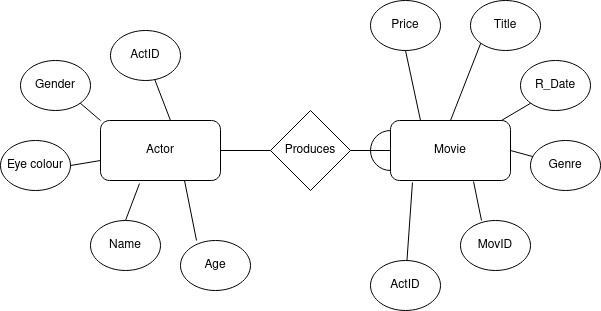 Price
Title
ActID
Gender
R_Date
Actor
Produces
Movie
Eye colour
Genre
Name
MovID
Age
ActID